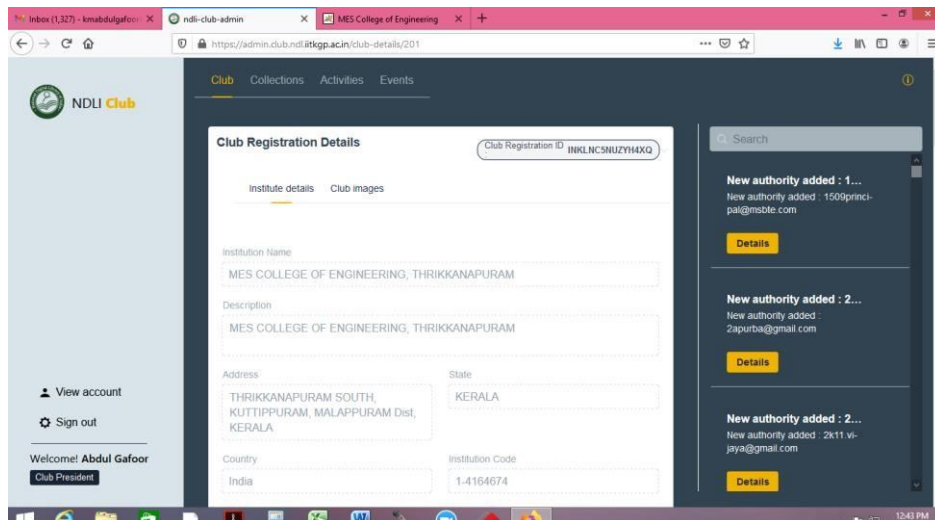 Inbox (1,327) - kmabdulgafoor
ndli-club-admin
MES College of Engineering
https://admin.club.ndl.iitkgp.ac.in/club-details/201
NDLI Club
Club Collections Activities Events
Club Registration Details
Club Registration ID INKLNC5NUZYH4XQ
Institute details Club images
Institution Name
MES COLLEGE OF ENGINEERING, THRIKKANAPURAM
Description
MES COLLEGE OF ENGINEERING, THRIKKANAPURAM
Address
THRIKKANAPURAM SOUTH,
KUTTIPPURAM, MALAPPURAM Dist,
KERALA
State
KERALA
Country
India
Institution Code
1-4164674
View account
Sign out
Welcome! Abdul Gafoor
Club President
Search
New authority added : 1...
New authority added : 1509princi-
pal@msbte.com
Details
New authority added : 2...
New authority added :
2apurba@gmail.com
Details
New authority added : 2...
New authority added : 2k11.vi-
jaya@gmail.com
Details
12:43 PM